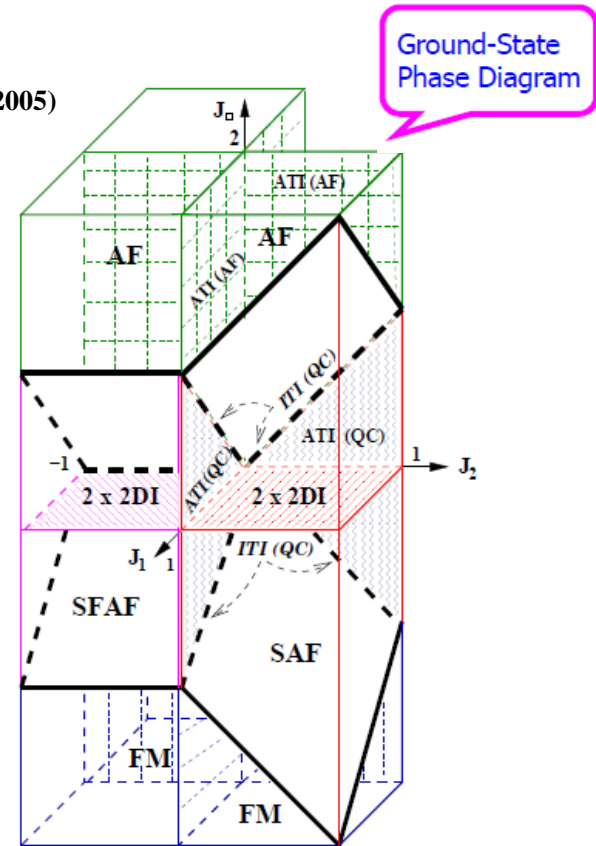 Ground-State
Phase Diagram
2005)
J□
2
ATI (AF)
AF
AF
ATI (AF)
ITI (QC)
ATI (QC)
ATI(QC)
−1
1
J₂
2 x 2DI
2 x 2DI
J₁
1
ITI (QC)
SFAF
SAF
FM
FM